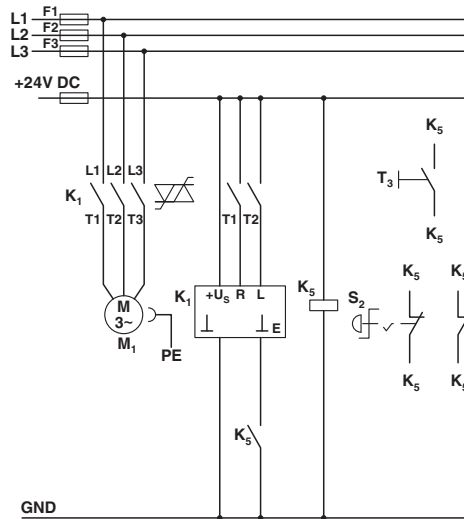 L1 F1
L2 F2
L3 F3
+24V DC
K5
L1 L2 L3
K1 T3
T1 T2 T3 T1 T2
K5
K1 +US R L K5 S2 K5 K5
M
3~
M1
E
PE
K5 K5
K5
GND